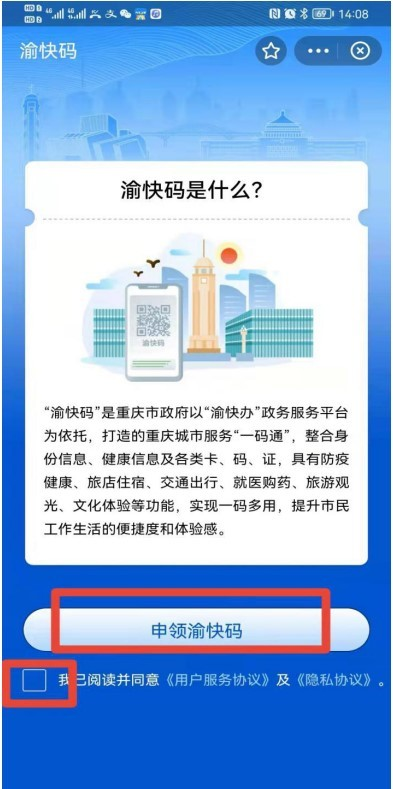 14:08
渝快码
渝快码是什么?
渝快码
“渝快码”是重庆市政府以“渝快办”政务服务平台
为依托，打造的重庆城市服务“一码通”，整合身
份信息、健康信息及各类卡、码、证，具有防疫
健康、旅店住宿、交通出行、就医购药、旅游观
光、文化体验等功能，实现一码多用，提升市民
工作生活的便捷度和体验感。
申领渝快码
我已阅读并同意《用户服务协议》及《隐私协议》。